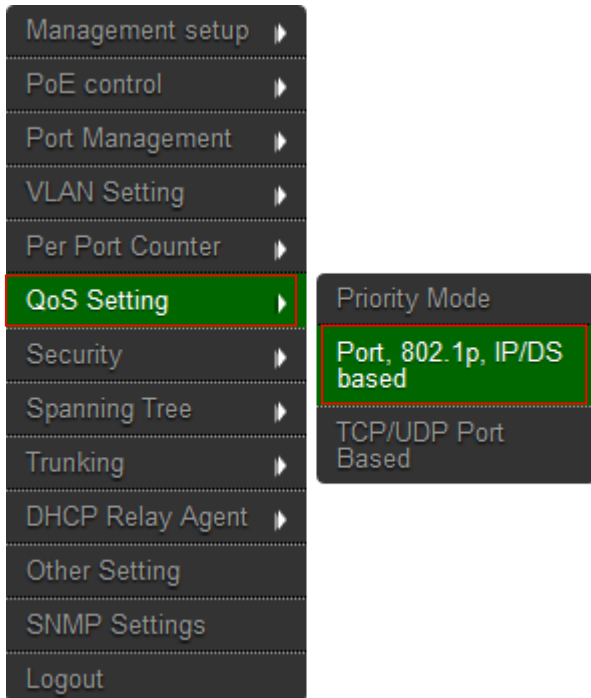 Management setup
PoE control
Port Management
VLAN Setting
Per Port Counter
QoS Setting
Security
Spanning Tree
Trunking
DHCP Relay Agent
Other Setting
SNMP Settings
Logout
Priority Mode
Port, 802.1p, IP/DS
based
TCP/UDP Port
Based